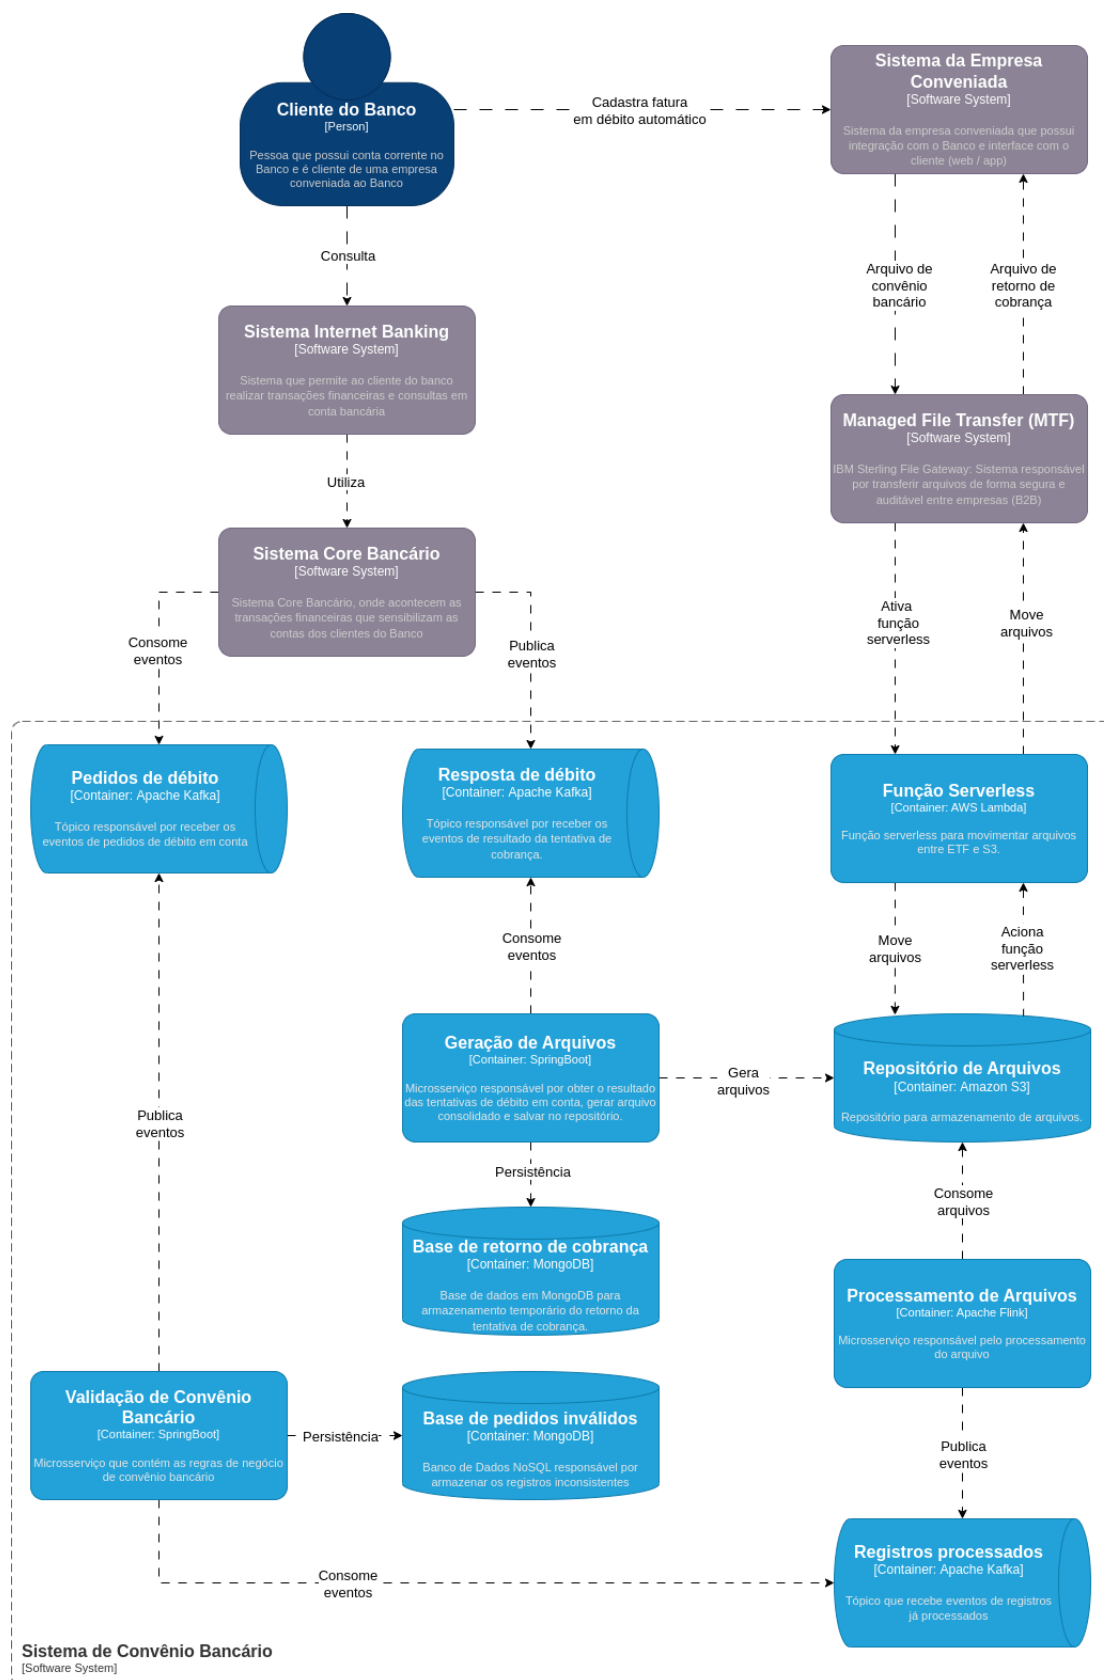 Cliente do Banco
[Person]
Pessoa que possui conta corrente no
Banco e é cliente de uma empresa
conveniada ao Banco
Cadastra fatura
em débito automático
Sistema da Empresa
Conveniada
[Software System]
Sistema da empresa conveniada que possui
integração com o Banco e interface com o
cliente (web / app)
Consulta
Arquivo de
convênio
bancário
Arquivo de
retorno de
cobrança
Sistema Internet Banking
[Software System]
Sistema que permite ao cliente do banco
realizar transações financeiras e consultas em
conta bancária
Managed File Transfer (MTF)
[Software System]
IBM Sterling File Gateway: Sistema responsável
por transferir arquivos de forma segura e
auditável entre empresas (B2B)
Utiliza
Sistema Core Bancário
[Software System]
Sistema Core Bancário, onde acontecem as
transações financeiras que sensibilizam as
contas dos clientes do Banco
Consome
eventos
Publica
eventos
Ativa
função
serverless
Move
arquivos
Pedidos de débito
[Container: Apache Kafka]
Tópico responsável por receber os
eventos de pedidos de débito em conta
Resposta de débito
[Container: Apache Kafka]
Tópico responsável por receber os
eventos de resultado da tentativa de
cobrança.
Função Serverless
[Container: AWS Lambda]
Função serverless para movimentar arquivos
entre ETF e S3.
Consome
eventos
Move
arquivos
Aciona
função
serverless
Geração de Arquivos
[Container: SpringBoot]
Microsserviço responsável por obter o resultado
das tentativas de débito em conta, gerar arquivo
consolidado e salvar no repositório.
Gera
arquivos
Repositório de Arquivos
[Container: Amazon S3]
Repositório para armazenamento de arquivos.
Publica
eventos
Persistência
Consome
arquivos
Base de retorno de cobrança
[Container: MongoDB]
Base de dados em MongoDB para
armazenamento temporário do retorno da
tentativa de cobrança.
Processamento de Arquivos
[Container: Apache Flink]
Microsserviço responsável pelo processamento
do arquivo
Validação de Convênio
Bancário
[Container: SpringBoot]
Microsserviço que contém as regras de negócio
de convênio bancário
Persistência
Base de pedidos inválidos
[Container: MongoDB]
Banco de Dados NoSQL responsável por
armazenar os registros inconsistentes
Publica
eventos
Consome
eventos
Registros processados
[Container: Apache Kafka]
Tópico que recebe eventos de registros
já processados
Sistema de Convênio Bancário
[Software System]